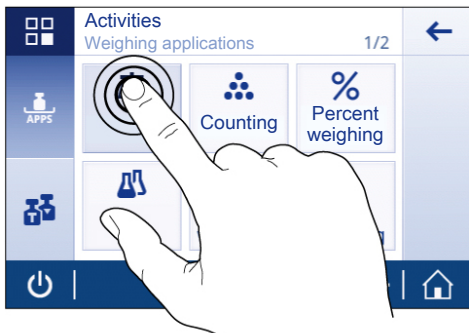 Activities
Weighing applications 1/2
APPS
Counting
Percent
weighing